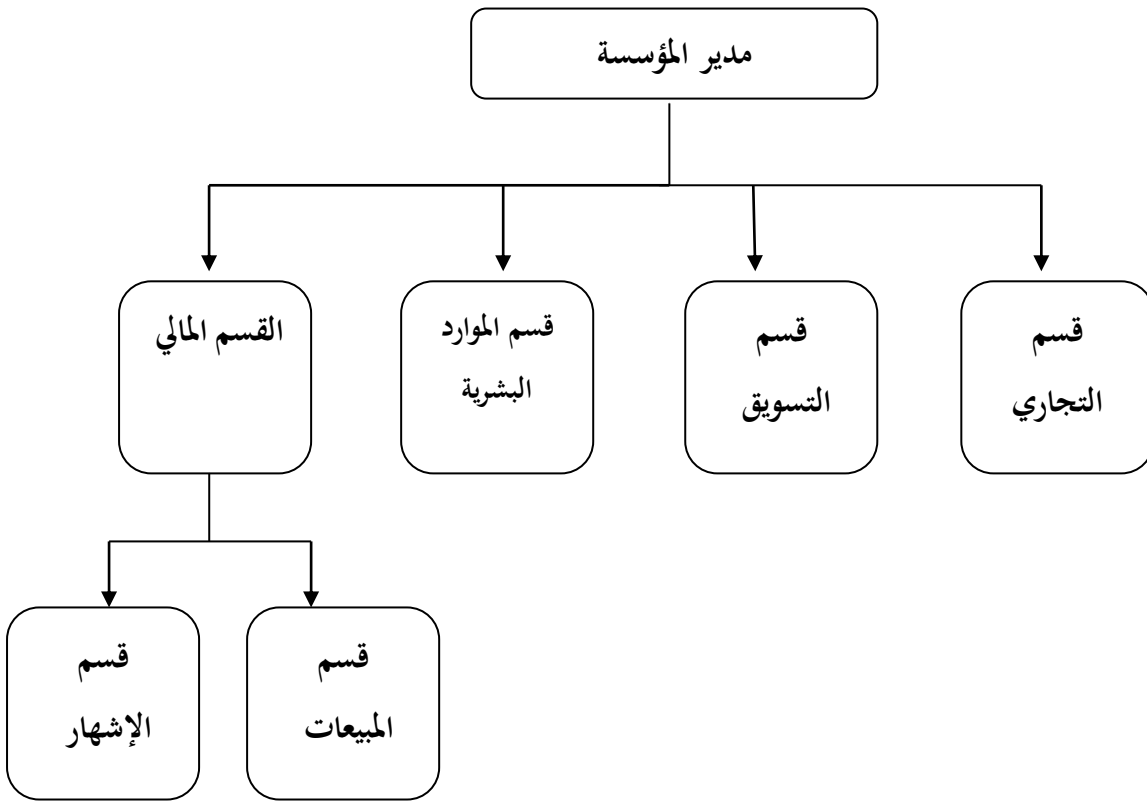 مدير المؤسسة
قسم
التجاري
قسم
التسويق
قسم الموارد
البشرية
القسم المالي
قسم
المبيعات
قسم
الإشهار